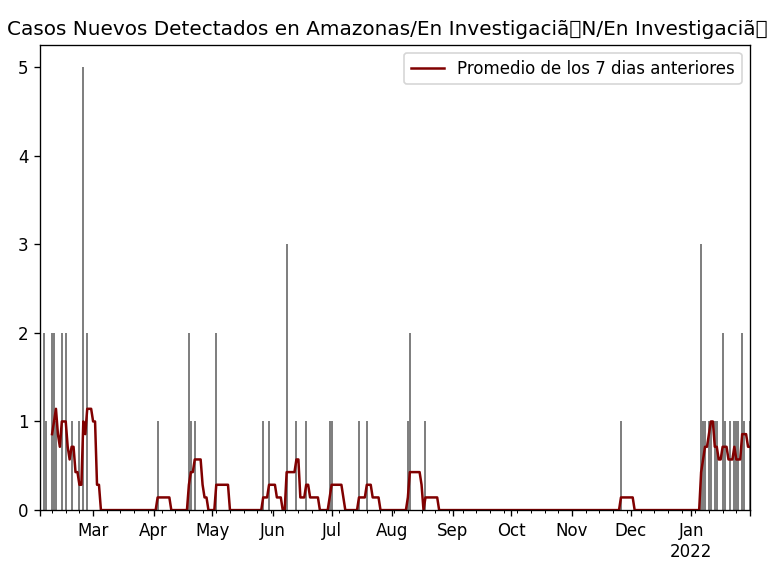 Casos Nuevos Detectados en Amazonas/En Investigaciã▯N/En Investigaciã▯
Promedio de los 7 dias anteriores
5
4
3
2
1
0
Mar Apr May Jun Jul Aug Sep Oct Nov Dec Jan
2022